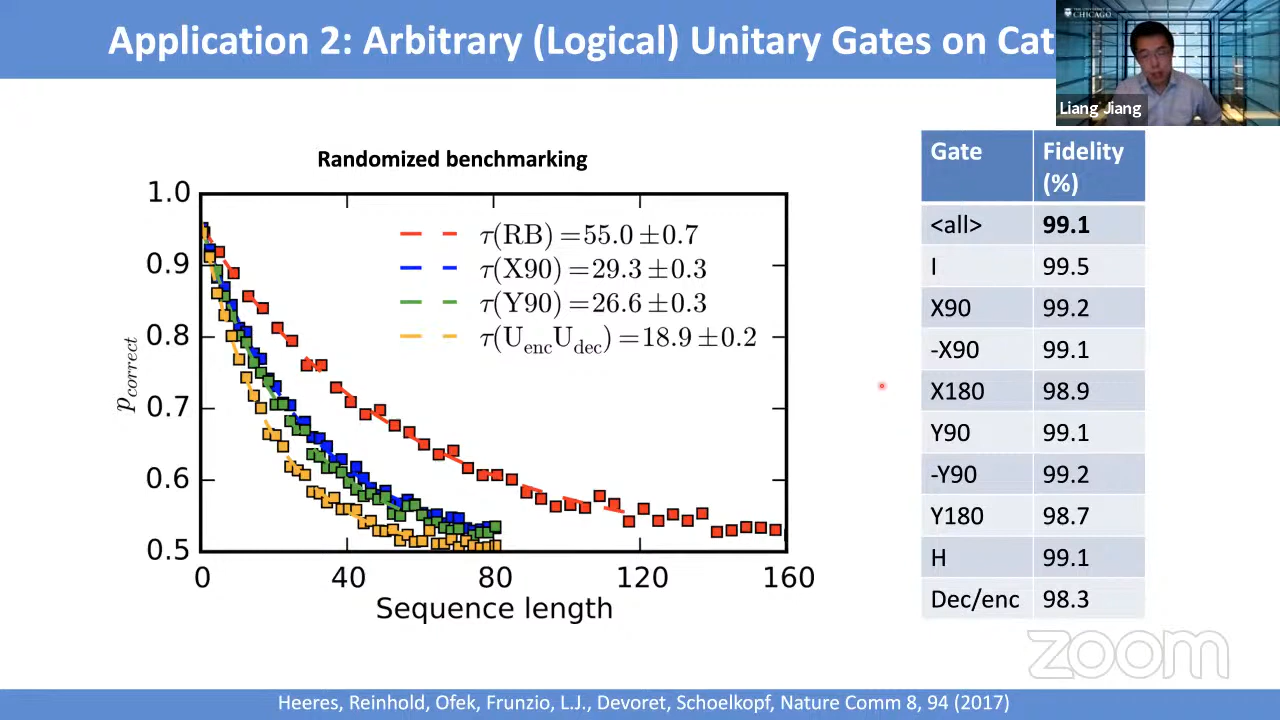 Application 2: Arbitrary (Logical) Unitary Gates on Cat
THE UNIVERSITY OF
CHICAGO
Liang Jiang
Randomized benchmarking
1.0
0.9
0.8
0.7
0.6
0.5
p_correct
τ(RB) = 55.0 ± 0.7
τ(X90) = 29.3 ± 0.3
τ(Y90) = 26.6 ± 0.3
τ(U_enc U_dec) = 18.9 ± 0.2
0 40 80 120 160
Sequence length
Gate Fidelity (%)
<all> 99.1
I 99.5
X90 99.2
-X90 99.1
X180 98.9
Y90 99.1
-Y90 99.2
Y180 98.7
H 99.1
Dec/enc 98.3
zoom
Heeres, Reinhold, Ofek, Frunzio, L.J., Devoret, Schoelkopf, Nature Comm 8, 94 (2017)